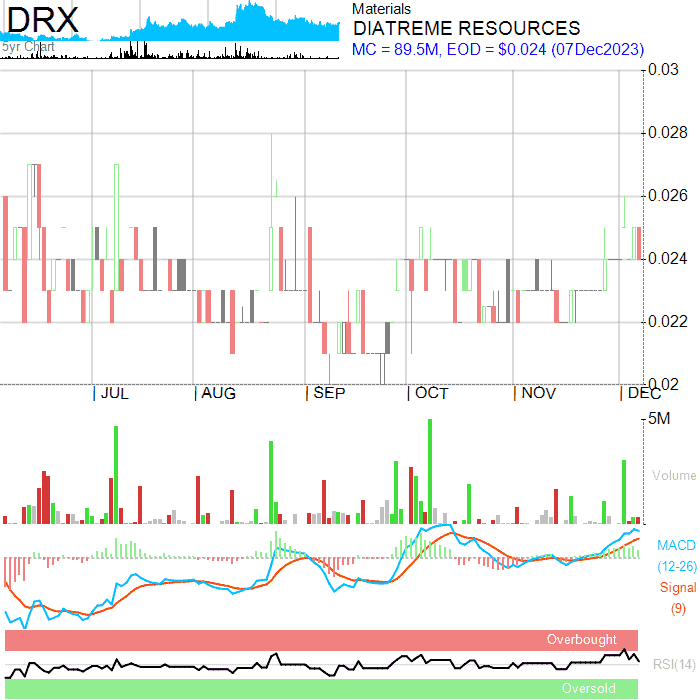 DRX
5yr Chart
Materials
DIATREME RESOURCES
MC = 89.5M, EOD = $0.024 (07Dec2023)
0.03
0.028
0.026
0.024
0.022
0.02
JUL AUG SEP OCT NOV DEC
5M
Volume
MACD
(12-26)
Signal
(9)
Overbought
RSI(14)
Oversold